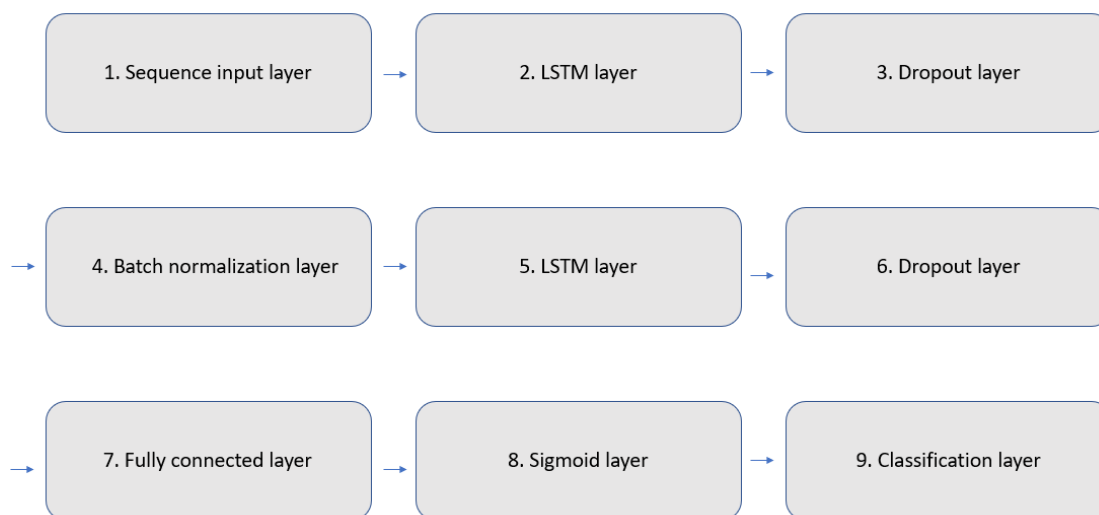 1. Sequence input layer
2. LSTM layer
3. Dropout layer
4. Batch normalization layer
5. LSTM layer
6. Dropout layer
7. Fully connected layer
8. Sigmoid layer
9. Classification layer